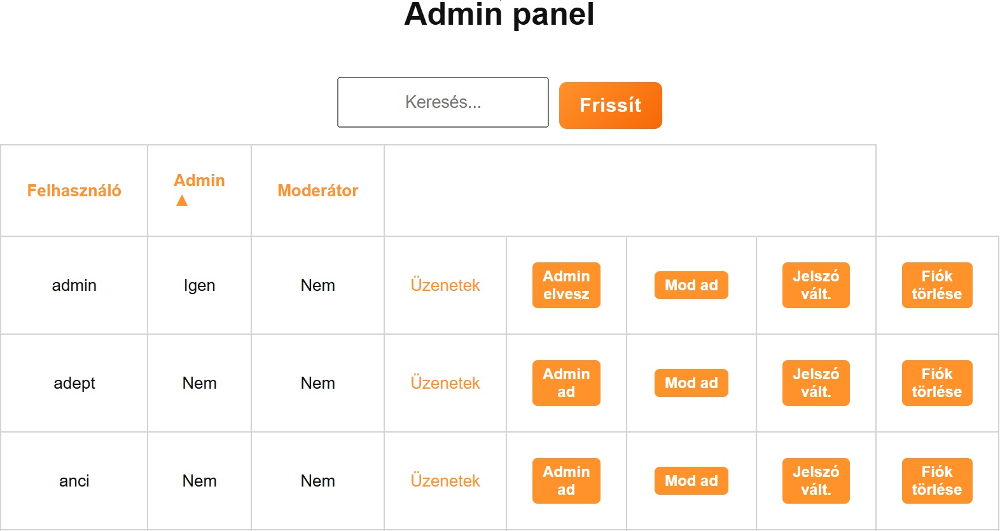 Admin panel
Keresés...
Frissít
Felhasználó
Admin
▲
Moderátor
admin
Igen
Nem
Üzenetek
Admin
elvesz
Mod ad
Jelszó
vált.
Fiók
törlése
adept
Nem
Nem
Üzenetek
Admin
ad
Mod ad
Jelszó
vált.
Fiók
törlése
anci
Nem
Nem
Üzenetek
Admin
ad
Mod ad
Jelszó
vált.
Fiók
törlése